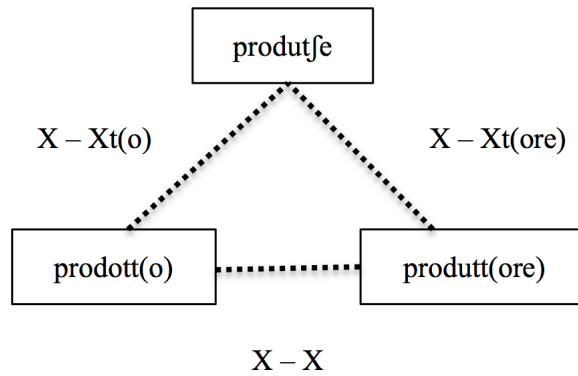 produtʃe
X – Xt(o)
X – Xt(ore)
prodott(o)
produtt(ore)
X – X